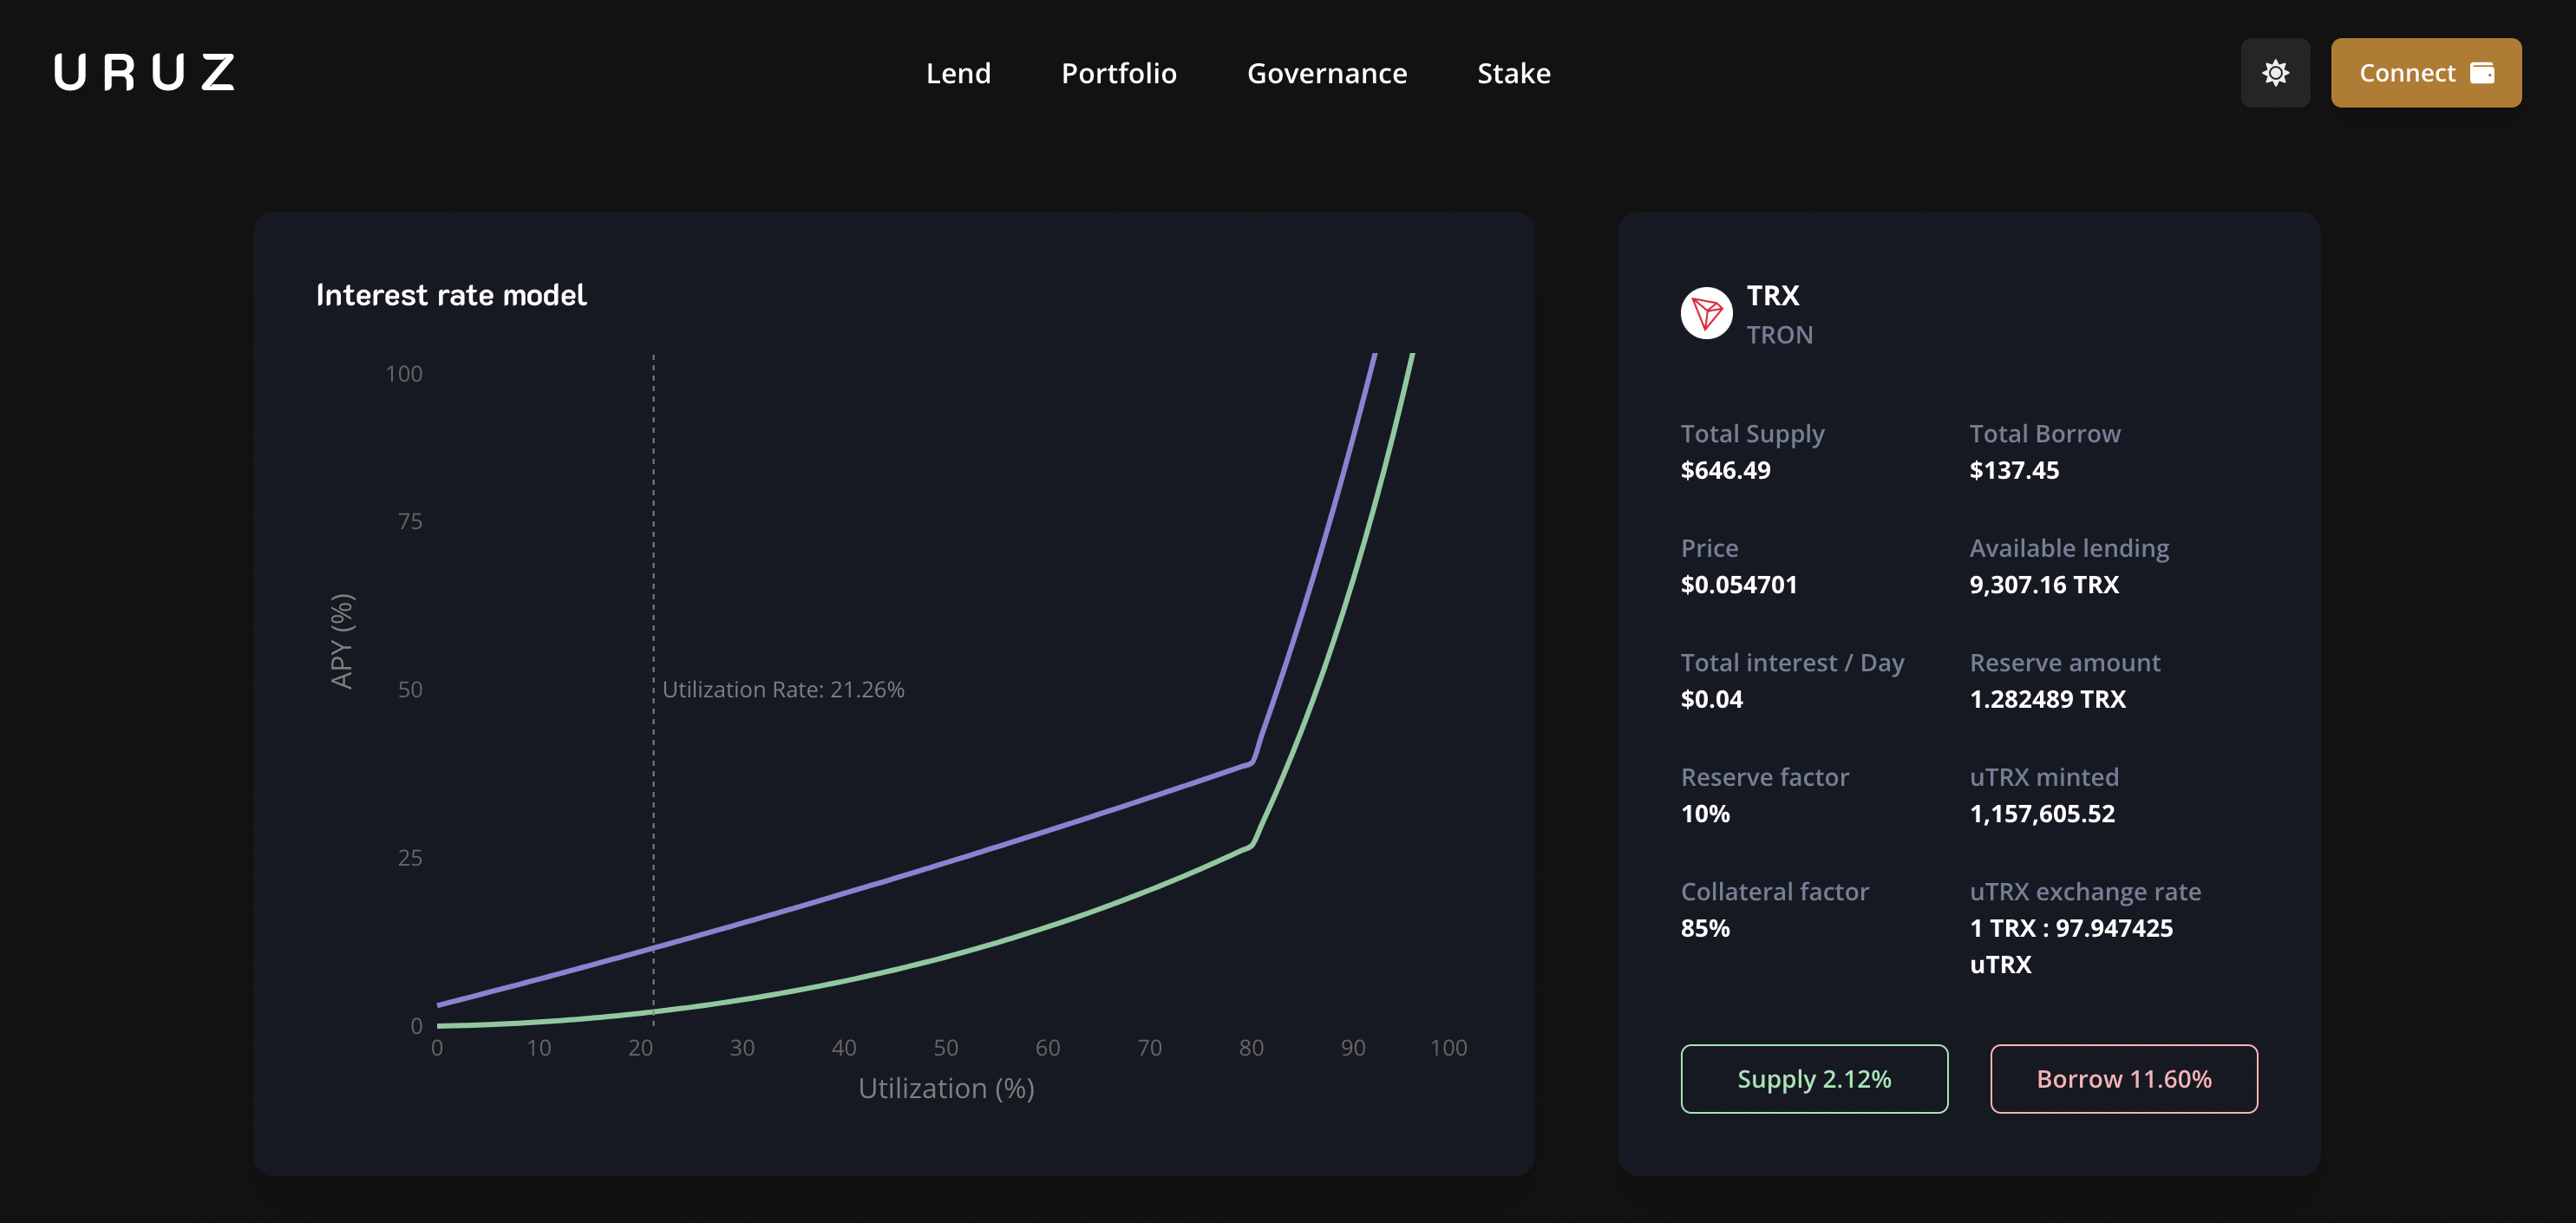 URUZ
Lend Portfolio Governance Stake
Connect
Interest rate model
100
75
50
25
0
APY (%)
Utilization Rate: 21.26%
0 10 20 30 40 50 60 70 80 90 100
Utilization (%)
TRX
TRON
Total Supply
$646.49
Total Borrow
$137.45
Price
$0.054701
Available lending
9,307.16 TRX
Total interest / Day
$0.04
Reserve amount
1.282489 TRX
Reserve factor
10%
uTRX minted
1,157,605.52
Collateral factor
85%
uTRX exchange rate
1 TRX : 97.947425
uTRX
Supply 2.12%
Borrow 11.60%